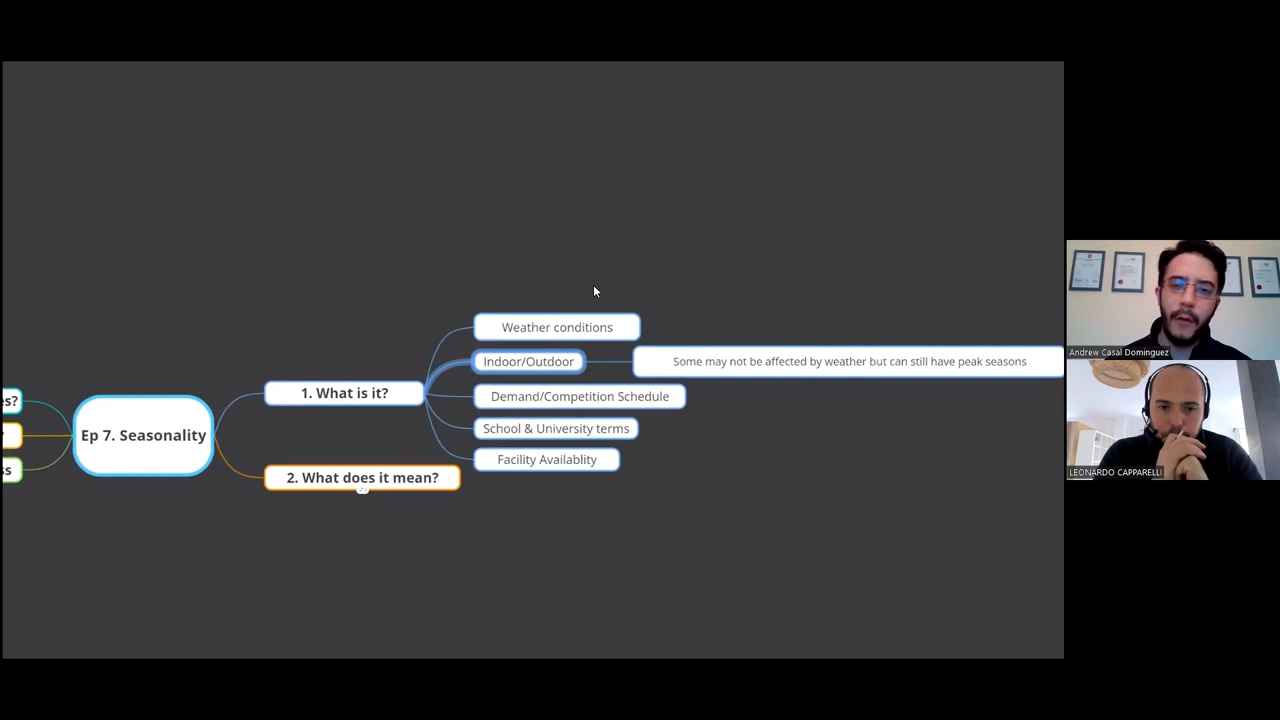 Weather conditions
Indoor/Outdoor
Some may not be affected by weather but can still have peak seasons
Demand/Competition Schedule
School & University terms
Facility Availablity
1. What is it?
Ep 7. Seasonality
2. What does it mean?
es?
?
ss
Andrew Casal Dominguez
LEONARDO CAPPARELLI